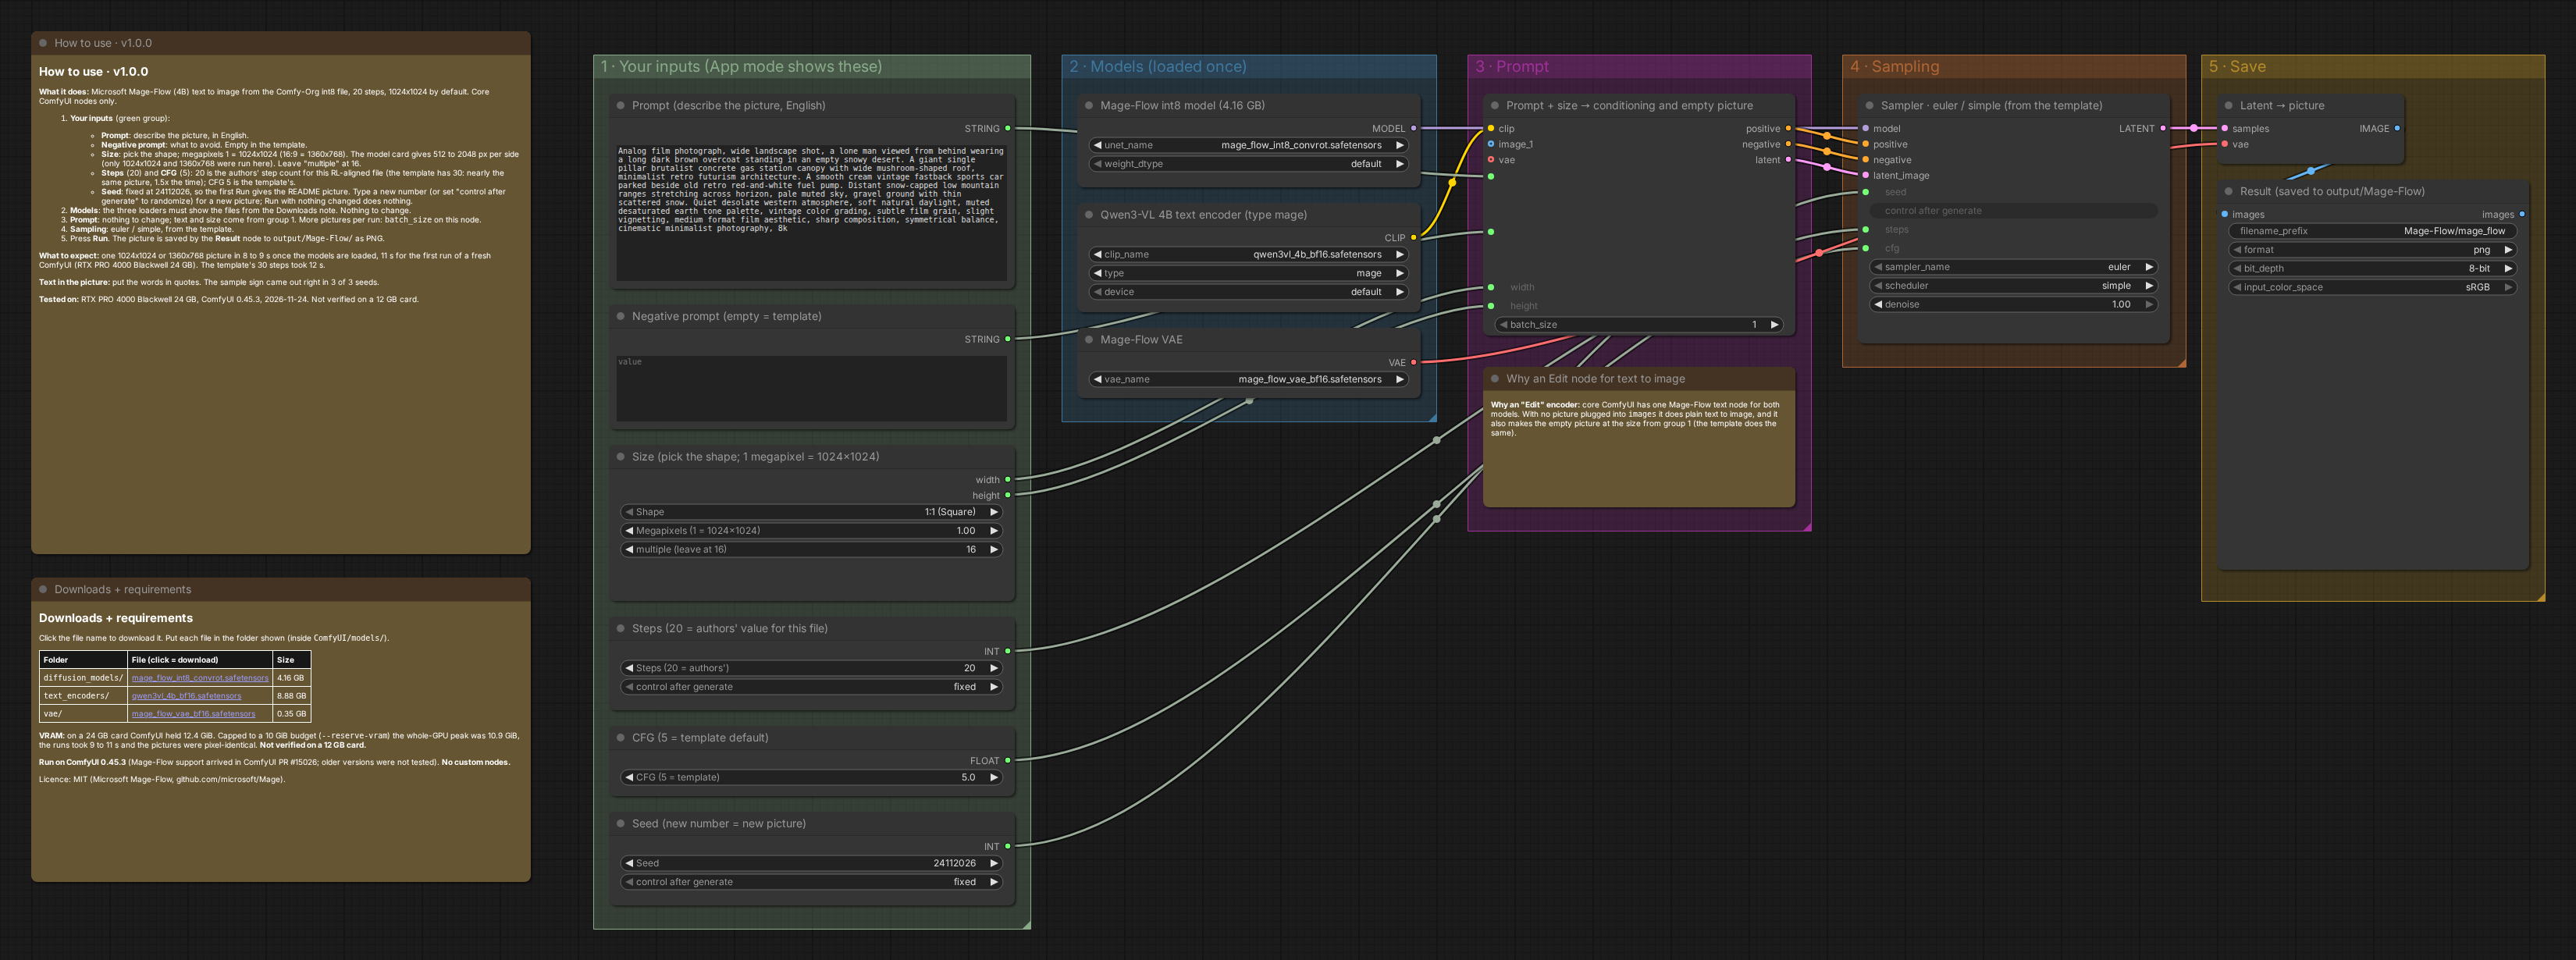 How to use · v1.0.0
How to use · v1.0.0
What it does: Microsoft Mage-Flow (4B) text to image from the Comfy-Org int8 file, 20 steps, 1024x1024 by default. Core
ComfyUI nodes only.
1. Your inputs (green group):
Prompt: describe the picture, in English.
Negative prompt: what to avoid. Empty in the template.
Size: pick the shape; megapixels 1 = 1024x1024 (16:9 = 1360x768). The model card gives 512 to 2048 px per side
(only 1024x1024 and 1360x768 were run here). Leave "multiple" at 16.
Steps (20) and CFG (5): 20 is the authors' step count for this RL-aligned file (the template has 30: nearly the
same picture, 1.5x the time); CFG 5 is the template's.
Seed: fixed at 24112026, so the first Run gives the README picture. Type a new number (or set "control after
generate" to randomize) for a new picture; Run with nothing changed does nothing.
2. Models: the three loaders must show the files from the Downloads note. Nothing to change.
3. Prompt: nothing to change; text and size come from group 1. More pictures per run: batch_size on this node.
4. Sampling: euler / simple, from the template.
5. Press Run. The picture is saved by the Result node to output/Mage-Flow/ as PNG.
What to expect: one 1024x1024 or 1360x768 picture in 8 to 9 s once the models are loaded, 11 s for the first run of a fresh
ComfyUI (RTX PRO 4000 Blackwell 24 GB). The template's 30 steps took 12 s.
Text in the picture: put the words in quotes. The sample sign came out right in 3 of 3 seeds.
Tested on: RTX PRO 4000 Blackwell 24 GB, ComfyUI 0.45.3, 2026-11-24. Not verified on a 12 GB card.
Downloads + requirements
Downloads + requirements
Click the file name to download it. Put each file in the folder shown (inside ComfyUI/models/).
Folder File (click = download) Size
diffusion_models/ mage_flow_int8_convrot.safetensors 4.16 GB
text_encoders/ qwen3vl_4b_bf16.safetensors 8.88 GB
vae/ mage_flow_vae_bf16.safetensors 0.35 GB
VRAM: on a 24 GB card ComfyUI held 12.4 GiB. Capped to a 10 GiB budget (--reserve-vram) the whole-GPU peak was 10.9 GiB,
the runs took 9 to 11 s and the pictures were pixel-identical. Not verified on a 12 GB card.
Run on ComfyUI 0.45.3 (Mage-Flow support arrived in ComfyUI PR #15026; older versions were not tested). No custom nodes.
Licence: MIT (Microsoft Mage-Flow, github.com/microsoft/Mage).
1 · Your inputs (App mode shows these)
Prompt (describe the picture, English)
STRING
Analog film photograph, wide landscape shot, a lone man viewed from behind wearing
a long dark brown overcoat standing in an empty snowy desert. A giant single
pillar brutalist concrete gas station canopy with wide mushroom-shaped roof,
minimalist retro futurism architecture. A smooth cream vintage fastback sports car
parked beside old retro red-and-white fuel pump. Distant snow-capped low mountain
ranges stretching across horizon, pale muted sky, gravel ground with thin
scattered snow. Quiet desolate western atmosphere, soft natural daylight, muted
desaturated earth tone palette, vintage color grading, subtle film grain, slight
vignetting, medium format film aesthetic, sharp composition, symmetrical balance,
cinematic minimalist photography, 8k
Negative prompt (empty = template)
STRING
value
Size (pick the shape; 1 megapixel = 1024×1024)
width
height
Shape 1:1 (Square)
Megapixels (1 = 1024×1024) 1.00
multiple (leave at 16) 16
Steps (20 = authors' value for this file)
INT
Steps (20 = authors') 20
control after generate fixed
CFG (5 = template default)
FLOAT
CFG (5 = template) 5.0
Seed (new number = new picture)
INT
Seed 24112026
control after generate fixed
2 · Models (loaded once)
Mage-Flow int8 model (4.16 GB)
MODEL
unet_name mage_flow_int8_convrot.safetensors
weight_dtype default
Qwen3-VL 4B text encoder (type mage)
CLIP
clip_name qwen3vl_4b_bf16.safetensors
type mage
device default
Mage-Flow VAE
VAE
vae_name mage_flow_vae_bf16.safetensors
3 · Prompt
Prompt + size → conditioning and empty picture
clip positive
image_1 negative
vae latent
width
height
batch_size 1
Why an Edit node for text to image
Why an "Edit" encoder: core ComfyUI has one Mage-Flow text node for both
models. With no picture plugged into images it does plain text to image, and it
also makes the empty picture at the size from group 1 (the template does the
same).
4 · Sampling
Sampler · euler / simple (from the template)
model LATENT
positive
negative
latent_image
seed
control after generate
steps
cfg
sampler_name euler
scheduler simple
denoise 1.00
5 · Save
Latent → picture
samples IMAGE
vae
Result (saved to output/Mage-Flow)
images images
filename_prefix Mage-Flow/mage_flow
format png
bit_depth 8-bit
input_color_space sRGB